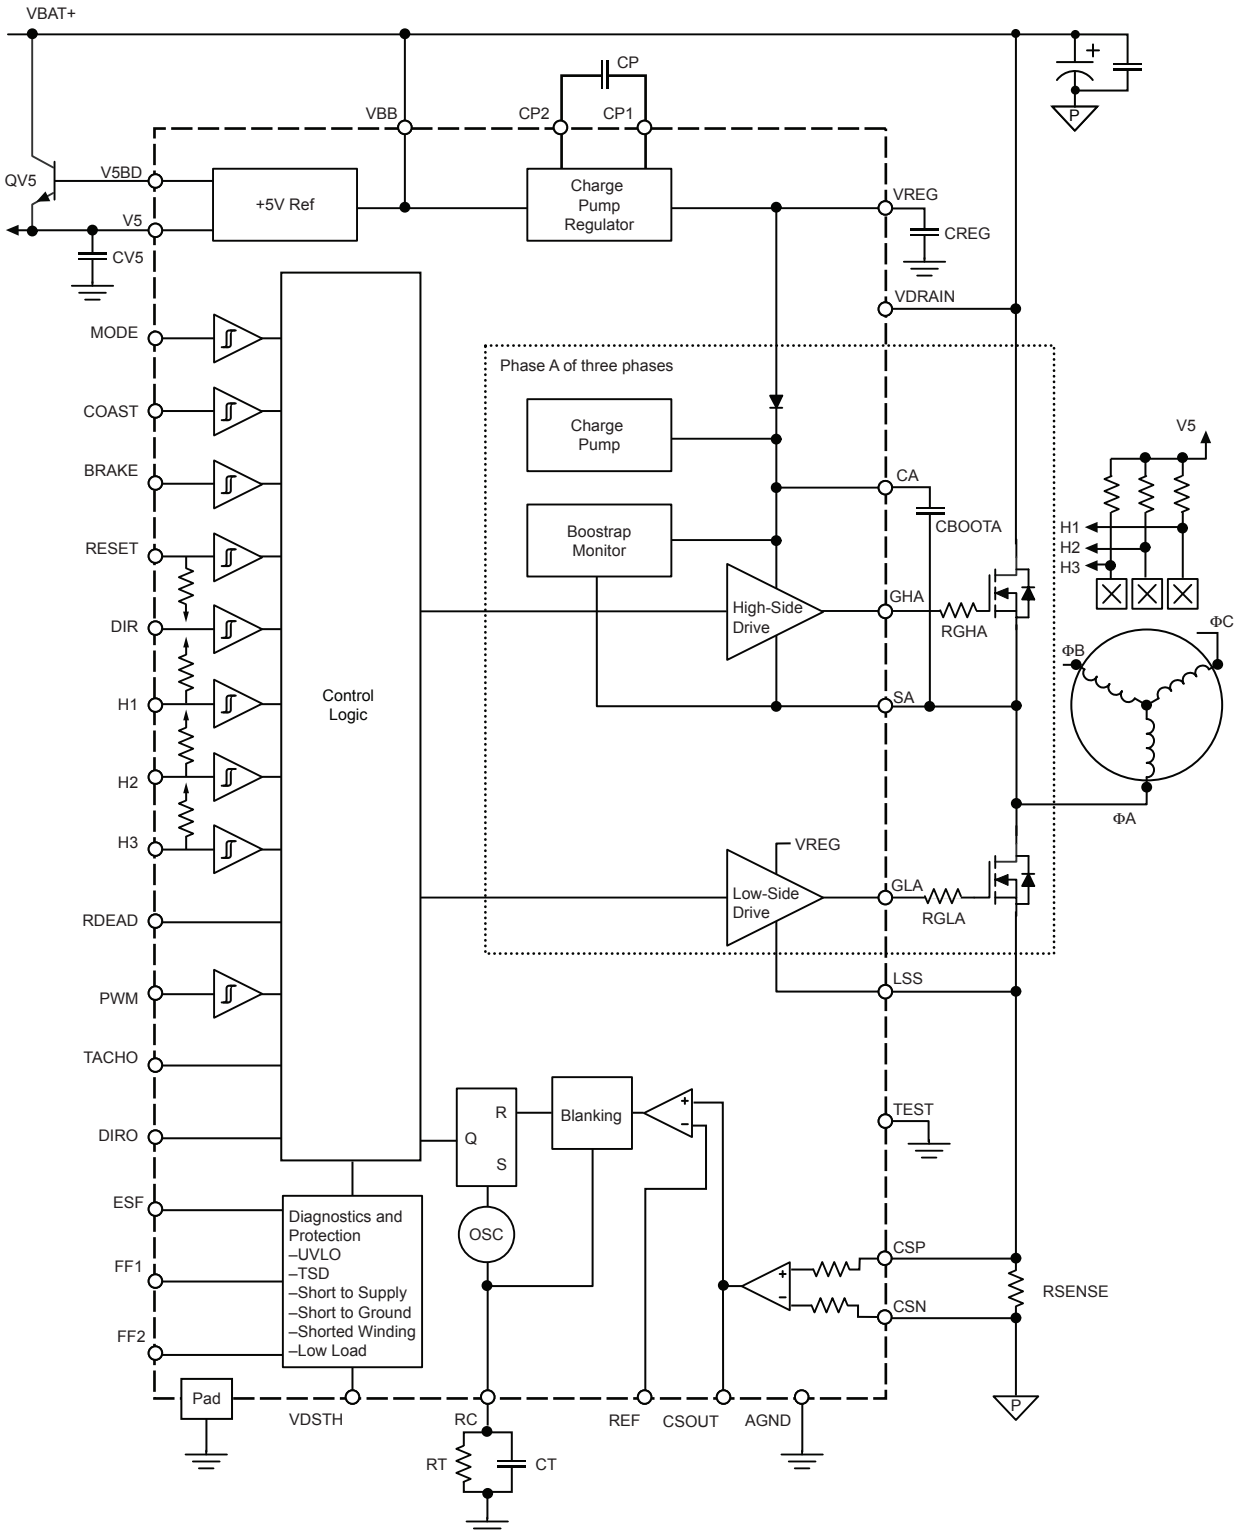 VBAT+
CP
VBB
CP2
CP1
QV5
V5BD
+5V Ref
Charge
Pump
Regulator
VREG
V5
CV5
CREG
P
VDRAIN
MODE
COAST
BRAKE
RESET
DIR
H1
H2
H3
RDEAD
PWM
TACHO
DIRO
ESF
FF1
FF2
Control
Logic
Phase A of three phases
Charge
Pump
Boostrap
Monitor
CA
CBOOTA
High-Side
Drive
GHA
RGHA
SA
V5
H1
H2
H3
ΦB
ΦC
ΦA
VREG
Low-Side
Drive
GLA
RGLA
LSS
TEST
R
Q
S
Blanking
+
–
OSC
Diagnostics and
Protection
–UVLO
–TSD
–Short to Supply
–Short to Ground
–Shorted Winding
–Low Load
+
–
CSP
CSN
RSENSE
P
Pad
VDSTH
RC
REF
CSOUT
AGND
RT
CT
+